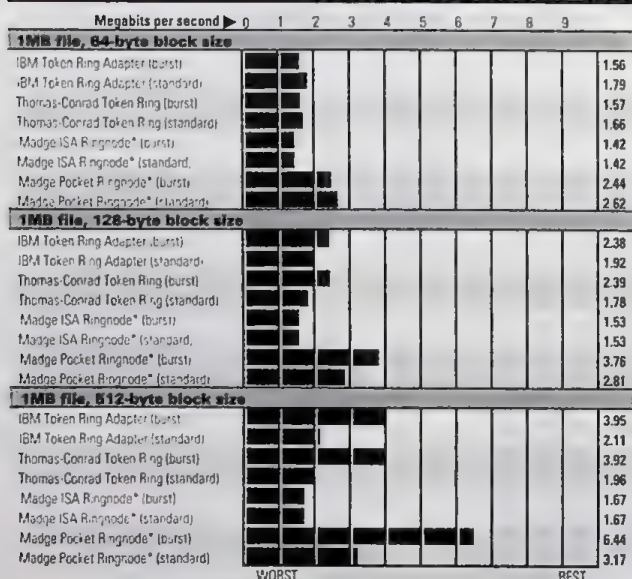 Megabits per second ▶ 0 1 2 3 4 5 6 7 8 9
1MB file, 64-byte block size
IBM Token Ring Adapter (burst) 1.56
IBM Token Ring Adapter (standard) 1.79
Thomas-Conrad Token Ring (burst) 1.57
Thomas-Conrad Token Ring (standard) 1.66
Madge ISA Ringnode* (burst) 1.42
Madge ISA Ringnode* (standard) 1.42
Madge Pocket Ringnode* (burst) 2.44
Madge Pocket Ringnode* (standard) 2.62
1MB file, 128-byte block size
IBM Token Ring Adapter (burst) 2.38
IBM Token Ring Adapter (standard) 1.92
Thomas-Conrad Token Ring (burst) 2.39
Thomas-Conrad Token Ring (standard) 1.78
Madge ISA Ringnode* (burst) 1.53
Madge ISA Ringnode* (standard) 1.53
Madge Pocket Ringnode* (burst) 3.76
Madge Pocket Ringnode* (standard) 2.81
1MB file, 512-byte block size
IBM Token Ring Adapter (burst) 3.95
IBM Token Ring Adapter (standard) 2.11
Thomas-Conrad Token Ring (burst) 3.92
Thomas-Conrad Token Ring (standard) 1.96
Madge ISA Ringnode* (burst) 1.67
Madge ISA Ringnode* (standard) 1.67
Madge Pocket Ringnode* (burst) 6.44
Madge Pocket Ringnode* (standard) 3.17
WORST BEST